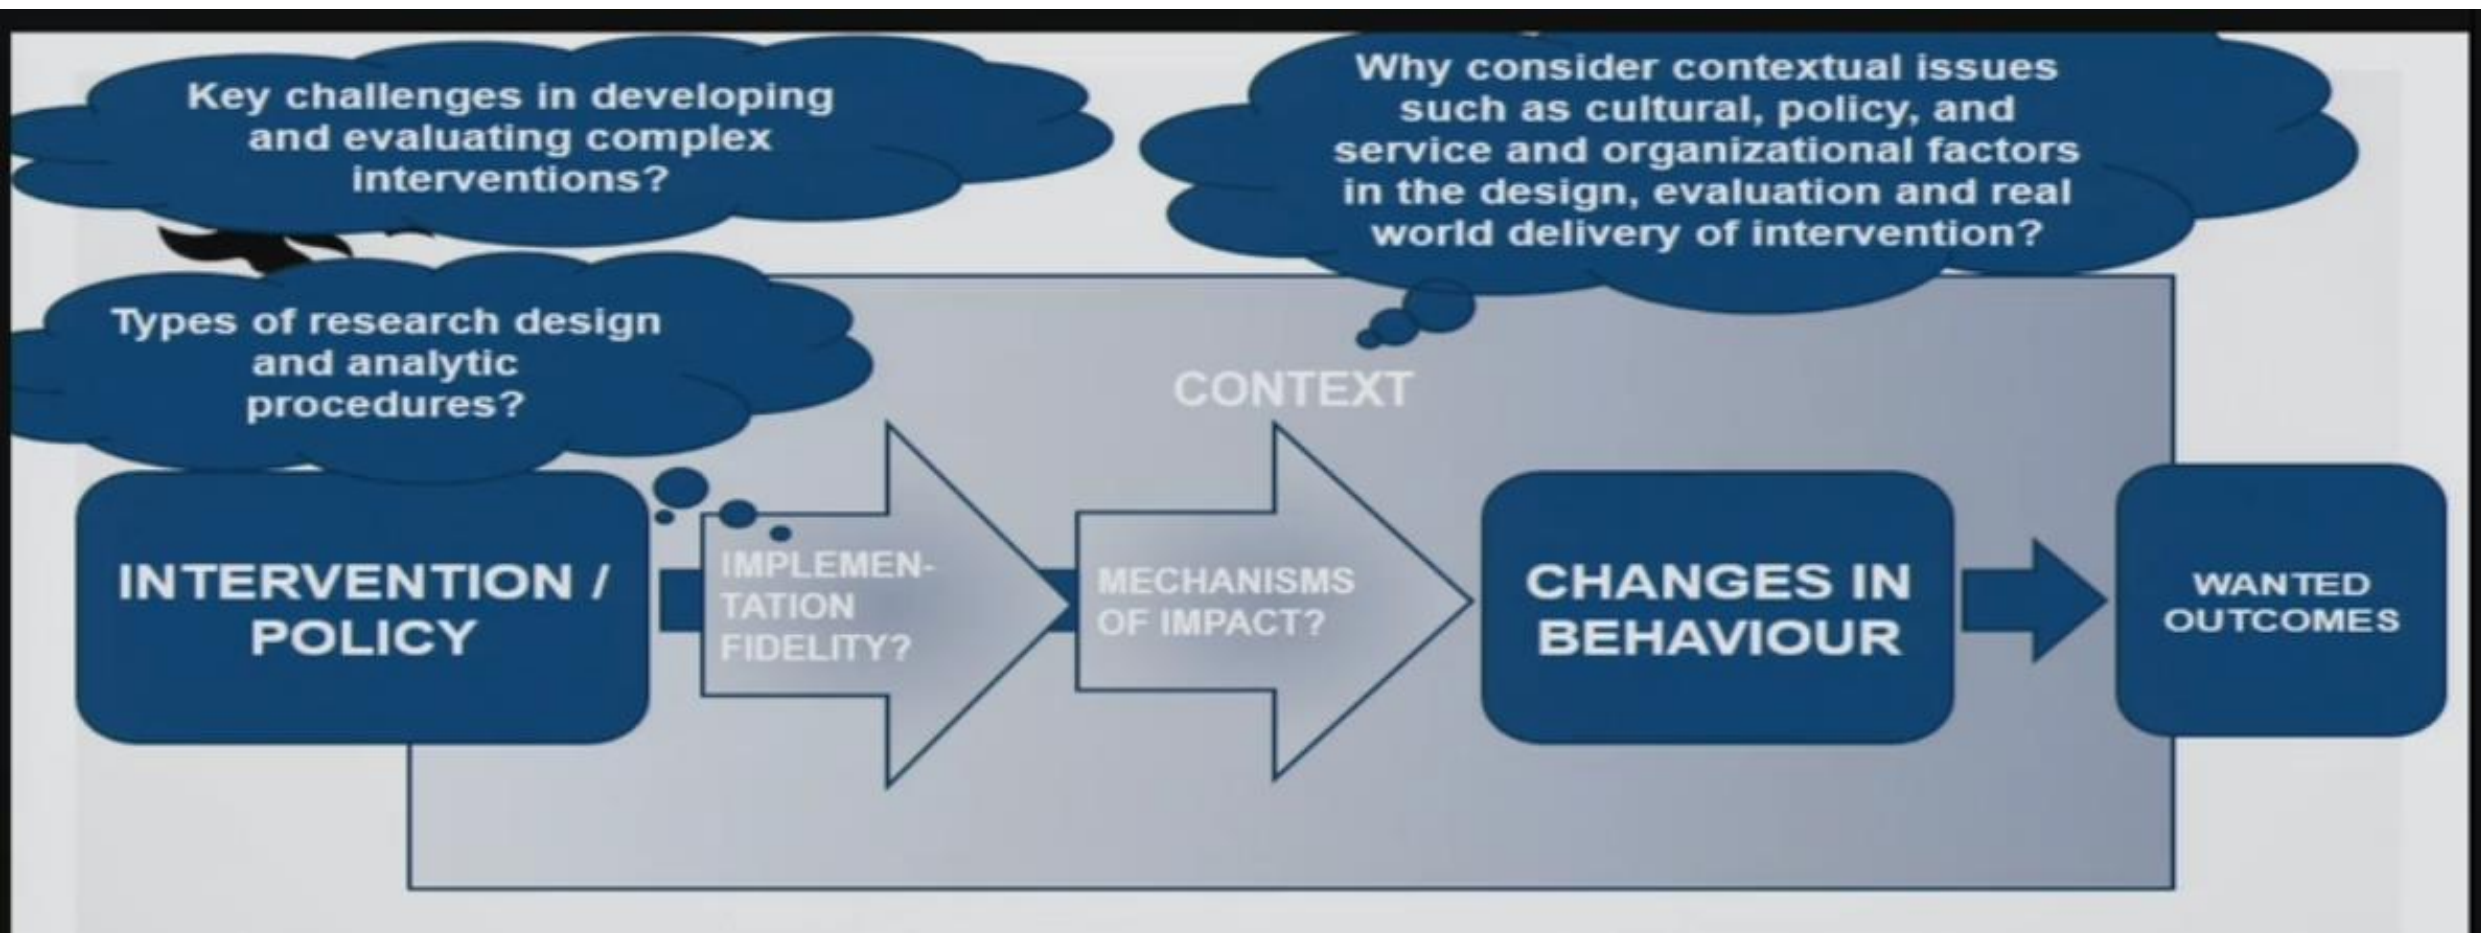 Key challenges in developing
and evaluating complex
interventions?
Why consider contextual issues
such as cultural, policy, and
service and organizational factors
in the design, evaluation and real
world delivery of intervention?
Types of research design
and analytic
procedures?
CONTEXT
INTERVENTION /
POLICY
IMPLEMEN-
TATION
FIDELITY?
MECHANISMS
OF IMPACT?
CHANGES IN
BEHAVIOUR
WANTED
OUTCOMES